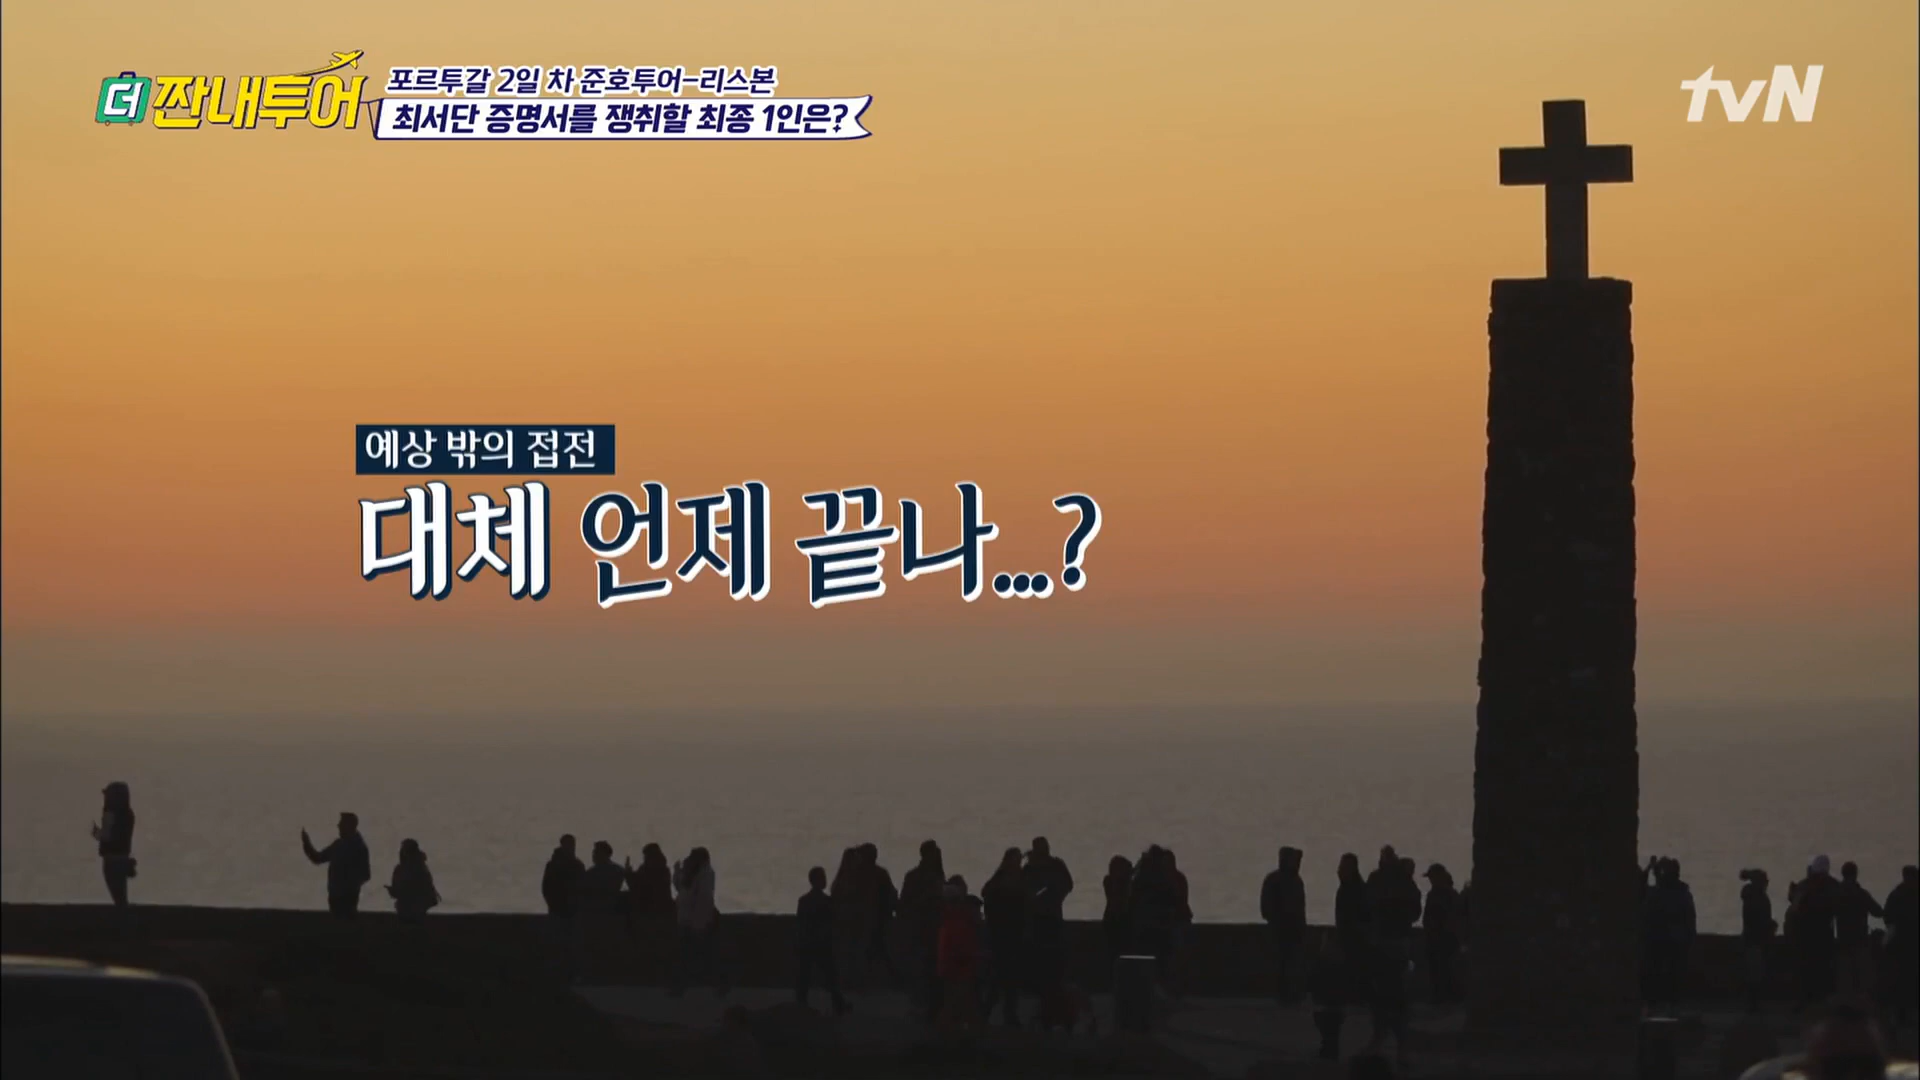 더 짠내투어
포르투갈 2일 차 준호투어-리스본
최서단 증명서를 쟁취할 최종 1인은?
tvN
예상 밖의 접전
대체 언제 끝나...?